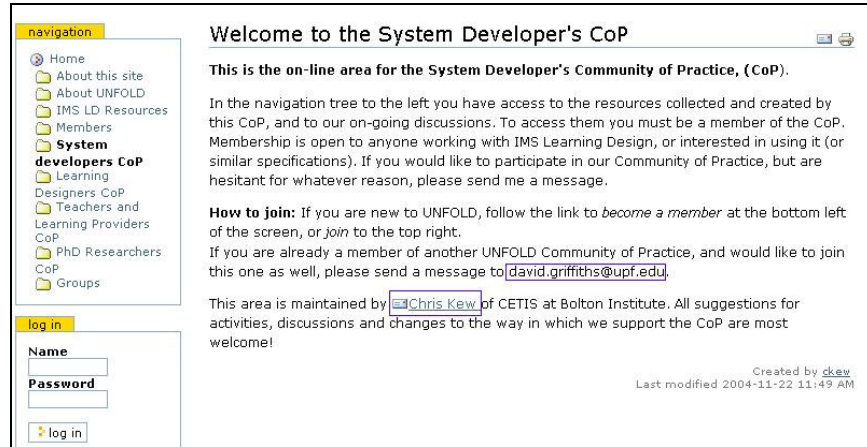 navigation
Home
About this site
About UNFOLD
IMS LD Resources
Members
System
developers CoP
Learning
Designers CoP
Teachers and
Learning Providers
CoP
PhD Researchers
CoP
Groups
log in
Name
Password
log in
Welcome to the System Developer's CoP
This is the on-line area for the System Developer's Community of Practice, (CoP).
In the navigation tree to the left you have access to the resources collected and created by
this CoP, and to our on-going discussions. To access them you must be a member of the CoP.
Membership is open to anyone working with IMS Learning Design, or interested in using it (or
similar specifications). If you would like to participate in our Community of Practice, but are
hesitant for whatever reason, please send me a message.
How to join: If you are new to UNFOLD, follow the link to become a member at the bottom left
of the screen, or join to the top right.
If you are already a member of another UNFOLD Community of Practice, and would like to join
this one as well, please send a message to david.griffiths@upf.edu.
This area is maintained by Chris Kew of CETIS at Bolton Institute. All suggestions for
activities, discussions and changes to the way in which we support the CoP are most
welcome!
Created by ckew
Last modified 2004-11-22 11:49 AM